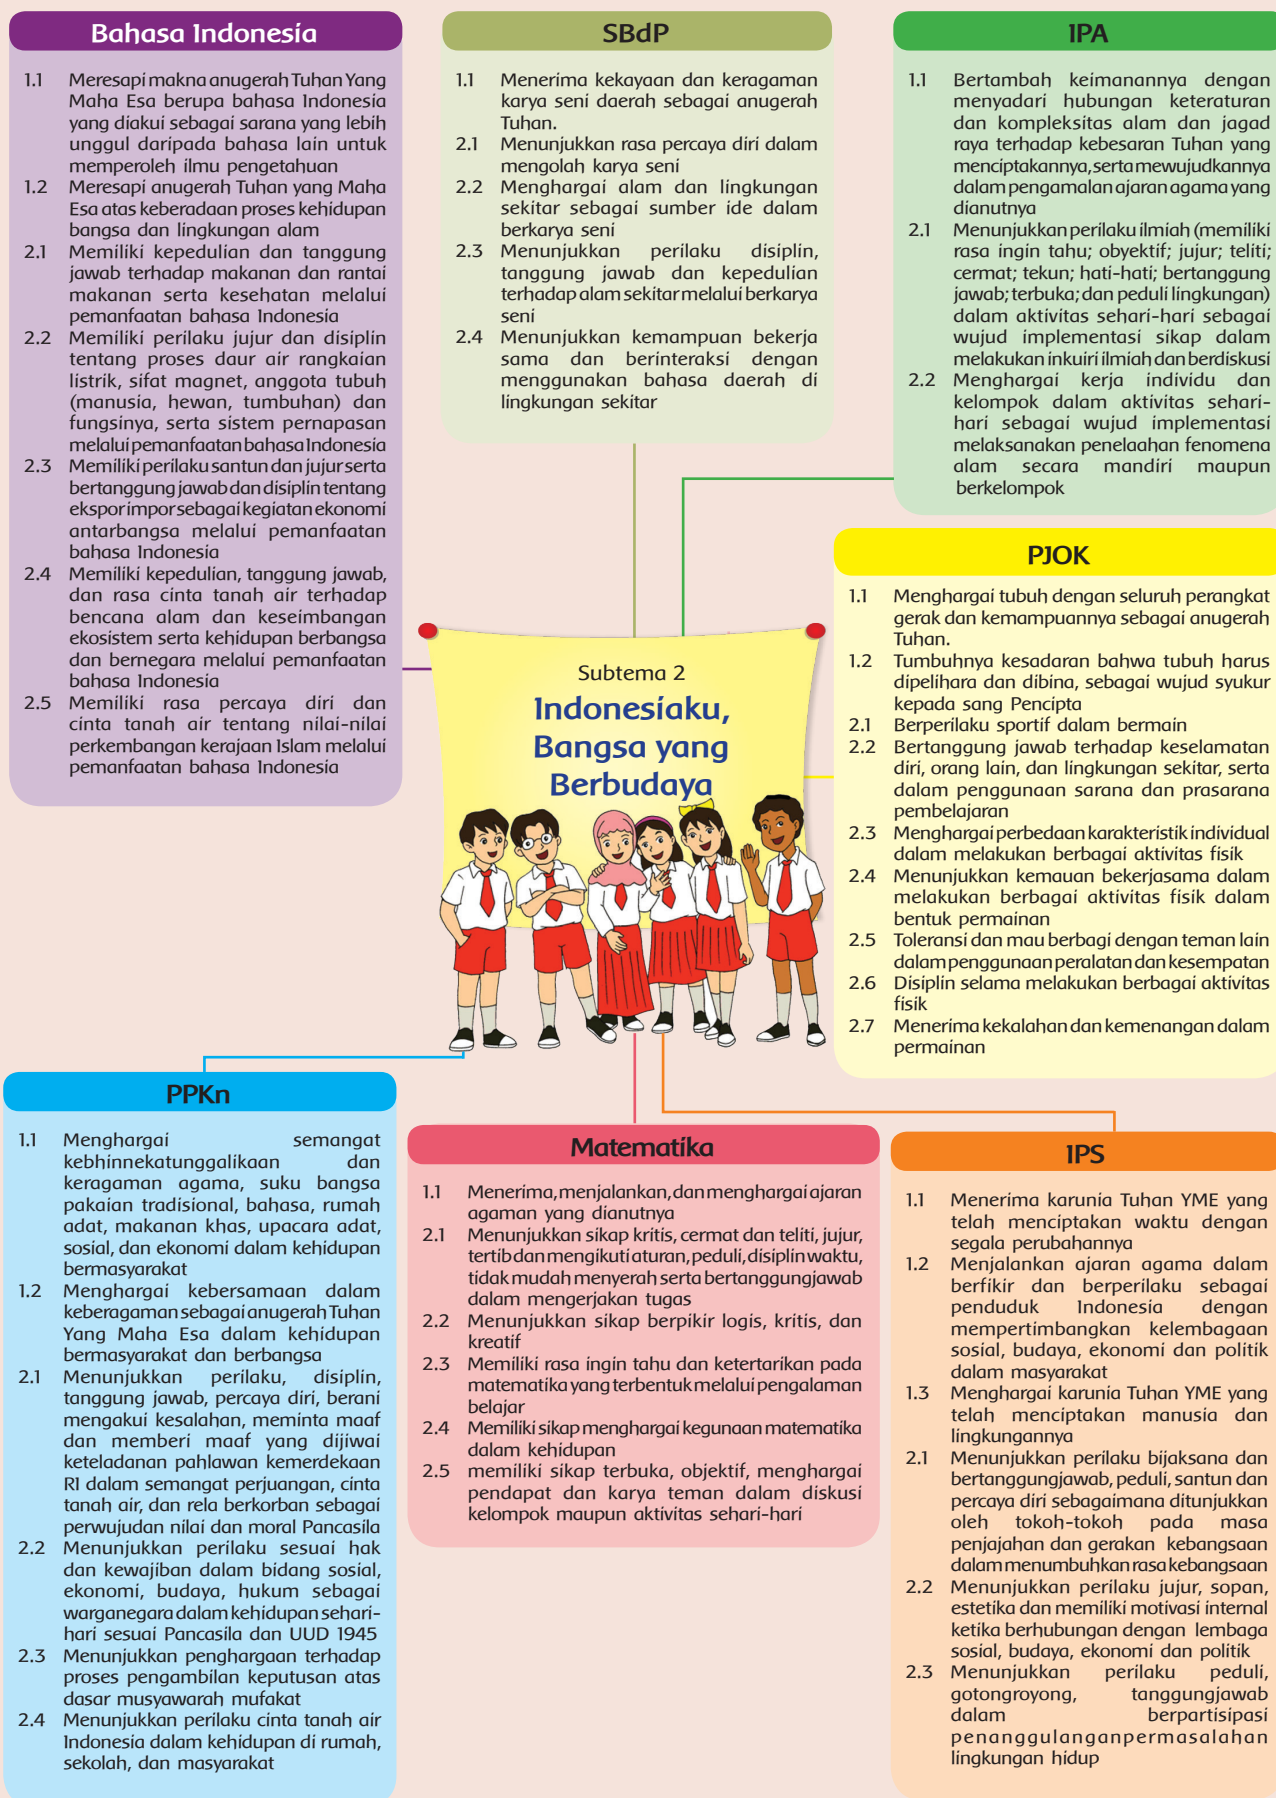 Bahasa Indonesia
1.1 Meresapi makna anugerah Tuhan Yang
Maha Esa berupa bahasa Indonesia
yang diakui sebagai sarana yang lebih
unggul daripada bahasa lain untuk
memperoleh ilmu pengetahuan
1.2 Meresapi anugerah Tuhan yang Maha
Esa atas keberadaan proses kehidupan
bangsa dan lingkungan alam
2.1 Memiliki kepedulian dan tanggung
jawab terhadap makanan dan rantai
makanan serta kesehatan melalui
pemanfaatan bahasa Indonesia
2.2 Memiliki perilaku jujur dan disiplin
tentang proses daur air rangkaian
listrik, sifat magnet, anggota tubuh
(manusia, hewan, tumbuhan) dan
fungsinya, serta sistem pernapasan
melalui pemanfaatan bahasa Indonesia
2.3 Memiliki perilaku santun dan jujur serta
bertanggung jawab dan disiplin tentang
ekspor impor sebagai kegiatan ekonomi
antarbangsa melalui pemanfaatan
bahasa Indonesia
2.4 Memiliki kepedulian, tanggung jawab,
dan rasa cinta tanah air terhadap
bencana alam dan keseimbangan
ekosistem serta kehidupan berbangsa
dan bernegara melalui pemanfaatan
bahasa Indonesia
2.5 Memiliki rasa percaya diri dan
cinta tanah air tentang nilai-nilai
perkembangan kerajaan Islam melalui
pemanfaatan bahasa Indonesia
SBdP
1.1 Menerima kekayaan dan keragaman
karya seni daerah sebagai anugerah
Tuhan.
2.1 Menunjukkan rasa percaya diri dalam
mengolah karya seni
2.2 Menghargai alam dan lingkungan
sekitar sebagai sumber ide dalam
berkarya seni
2.3 Menunjukkan perilaku disiplin,
tanggung jawab dan kepedulian
terhadap alam sekitar melalui berkarya
seni
2.4 Menunjukkan kemampuan bekerja
sama dan berinteraksi dengan
menggunakan bahasa daerah di
lingkungan sekitar
IPA
1.1 Bertambah keimanannya dengan
menyadari hubungan keteraturan
dan kompleksitas alam dan jagad
raya terhadap kebesaran Tuhan yang
menciptakannya, serta mewujudkannya
dalam pengamalan ajaran agama yang
dianutnya
2.1 Menunjukkan perilaku ilmiah (memiliki
rasa ingin tahu; obyektif; jujur; teliti;
cermat; tekun; hati-hati; bertanggung
jawab; terbuka; dan peduli lingkungan)
dalam aktivitas sehari-hari sebagai
wujud implementasi sikap dalam
melakukan inkuiri ilmiah dan berdiskusi
2.2 Menghargai kerja individu dan
kelompok dalam aktivitas sehari-
hari sebagai wujud implementasi
melaksanakan penelaahan fenomena
alam secara mandiri maupun
berkelompok
PJOK
1.1 Menghargai tubuh dengan seluruh perangkat
gerak dan kemampuannya sebagai anugerah
Tuhan.
1.2 Tumbuhnya kesadaran bahwa tubuh harus
dipelihara dan dibina, sebagai wujud syukur
kepada sang Pencipta
2.1 Berperilaku sportif dalam bermain
2.2 Bertanggung jawab terhadap keselamatan
diri, orang lain, dan lingkungan sekitar, serta
dalam penggunaan sarana dan prasarana
pembelajaran
2.3 Menghargai perbedaan karakteristik individual
dalam melakukan berbagai aktivitas fisik
2.4 Menunjukkan kemauan bekerjasama dalam
melakukan berbagai aktivitas fisik dalam
bentuk permainan
2.5 Toleransi dan mau berbagi dengan teman lain
dalam penggunaan peralatan dan kesempatan
2.6 Disiplin selama melakukan berbagai aktivitas
fisik
2.7 Menerima kekalahan dan kemenangan dalam
permainan
Subtema 2
Indonesiaku,
Bangsa yang
Berbudaya
PPKn
1.1 Menghargai semangat
kebhinnekatunggalikaan dan
keragaman agama, suku bangsa
pakaian tradisional, bahasa, rumah
adat, makanan khas, upacara adat,
sosial, dan ekonomi dalam kehidupan
bermasyarakat
1.2 Menghargai kebersamaan dalam
keberagaman sebagai anugerah Tuhan
Yang Maha Esa dalam kehidupan
bermasyarakat dan berbangsa
2.1 Menunjukkan perilaku, disiplin,
tanggung jawab, percaya diri, berani
mengakui kesalahan, meminta maaf
dan memberi maaf yang dijiwai
keteladanan pahlawan kemerdekaan
RI dalam semangat perjuangan, cinta
tanah air, dan rela berkorban sebagai
perwujudan nilai dan moral Pancasila
2.2 Menunjukkan perilaku sesuai hak
dan kewajiban dalam bidang sosial,
ekonomi, budaya, hukum sebagai
warganegara dalam kehidupan sehari-
hari sesuai Pancasila dan UUD 1945
2.3 Menunjukkan penghargaan terhadap
proses pengambilan keputusan atas
dasar musyawarah mufakat
2.4 Menunjukkan perilaku cinta tanah air
Indonesia dalam kehidupan di rumah,
sekolah, dan masyarakat
Matematika
1.1 Menerima, menjalankan, dan menghargai ajaran
agaman yang dianutnya
2.1 Menunjukkan sikap kritis, cermat dan teliti, jujur,
tertib dan mengikuti aturan, peduli, disiplin waktu,
tidak mudah menyerah serta bertanggungjawab
dalam mengerjakan tugas
2.2 Menunjukkan sikap berpikir logis, kritis, dan
kreatif
2.3 Memiliki rasa ingin tahu dan ketertarikan pada
matematika yang terbentuk melalui pengalaman
belajar
2.4 Memiliki sikap menghargai kegunaan matematika
dalam kehidupan
2.5 memiliki sikap terbuka, objektif, menghargai
pendapat dan karya teman dalam diskusi
kelompok maupun aktivitas sehari-hari
IPS
1.1 Menerima karunia Tuhan YME yang
telah menciptakan waktu dengan
segala perubahannya
1.2 Menjalankan ajaran agama dalam
berfikir dan berperilaku sebagai
penduduk Indonesia dengan
mempertimbangkan kelembagaan
sosial, budaya, ekonomi dan politik
dalam masyarakat
1.3 Menghargai karunia Tuhan YME yang
telah menciptakan manusia dan
lingkungannya
2.1 Menunjukkan perilaku bijaksana dan
bertanggungjawab, peduli, santun dan
percaya diri sebagaimana ditunjukkan
oleh tokoh-tokoh pada masa
penjajahan dan gerakan kebangsaan
dalam menumbuhkan rasa kebangsaan
2.2 Menunjukkan perilaku jujur, sopan,
estetika dan memiliki motivasi internal
ketika berhubungan dengan lembaga
sosial, budaya, ekonomi dan politik
2.3 Menunjukkan perilaku peduli,
gotongroyong, tanggungjawab
dalam berpartisipasi
penanggulanganpermasalahan
lingkungan hidup